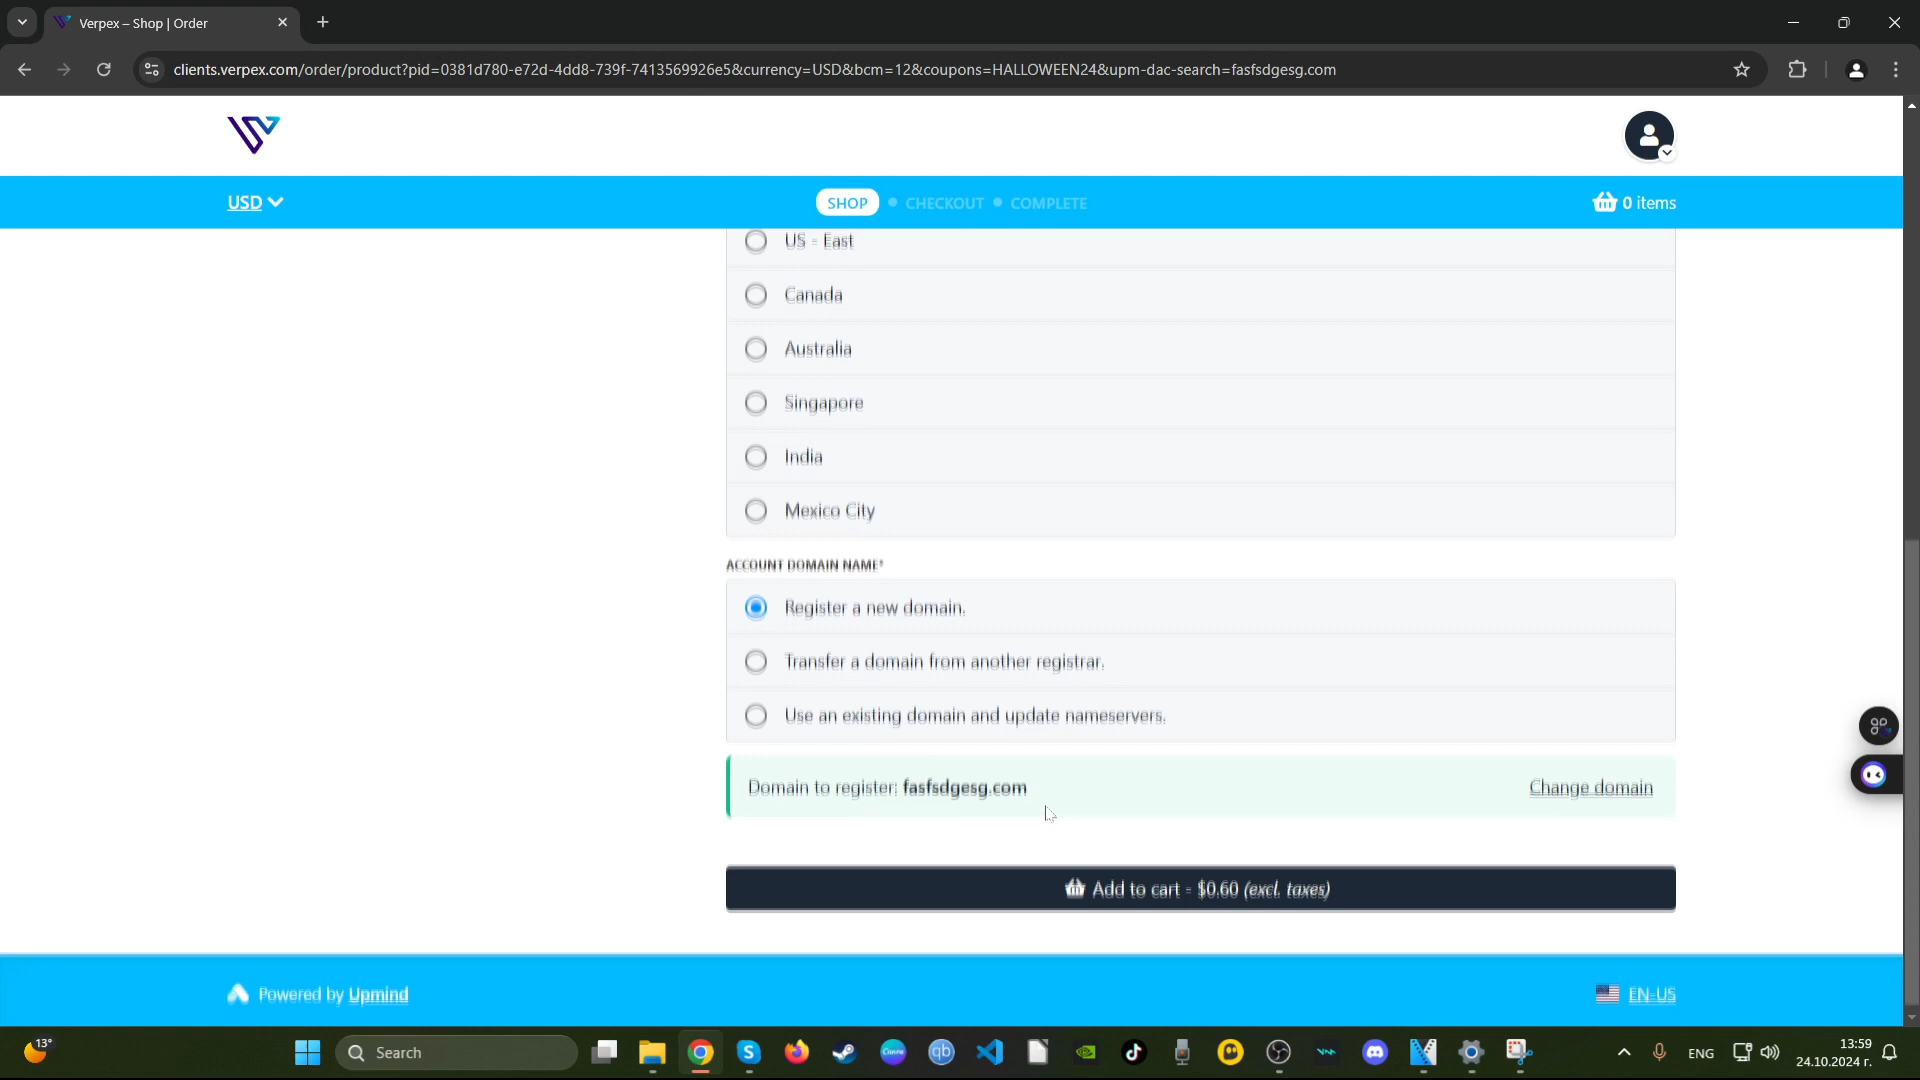 Verpex – Shop | Order
clients.verpex.com/order/product?pid=0381d780-e72d-4dd8-739f-7413569926e5&currency=USD&bcm=12&coupons=HALLOWEEN24&upm-dac-search=fasfsdgesg.com
USD
SHOP CHECKOUT COMPLETE
0 items
US - East
Canada
Australia
Singapore
India
Mexico City
ACCOUNT DOMAIN NAME*
Register a new domain.
Transfer a domain from another registrar.
Use an existing domain and update nameservers.
Domain to register: fasfsdgesg.com
Change domain
Add to cart - $0.60 (excl. taxes)
Powered by Upmind
EN-US
13°
Search
Canva
qb
ENG
13:59
24.10.2024 г.